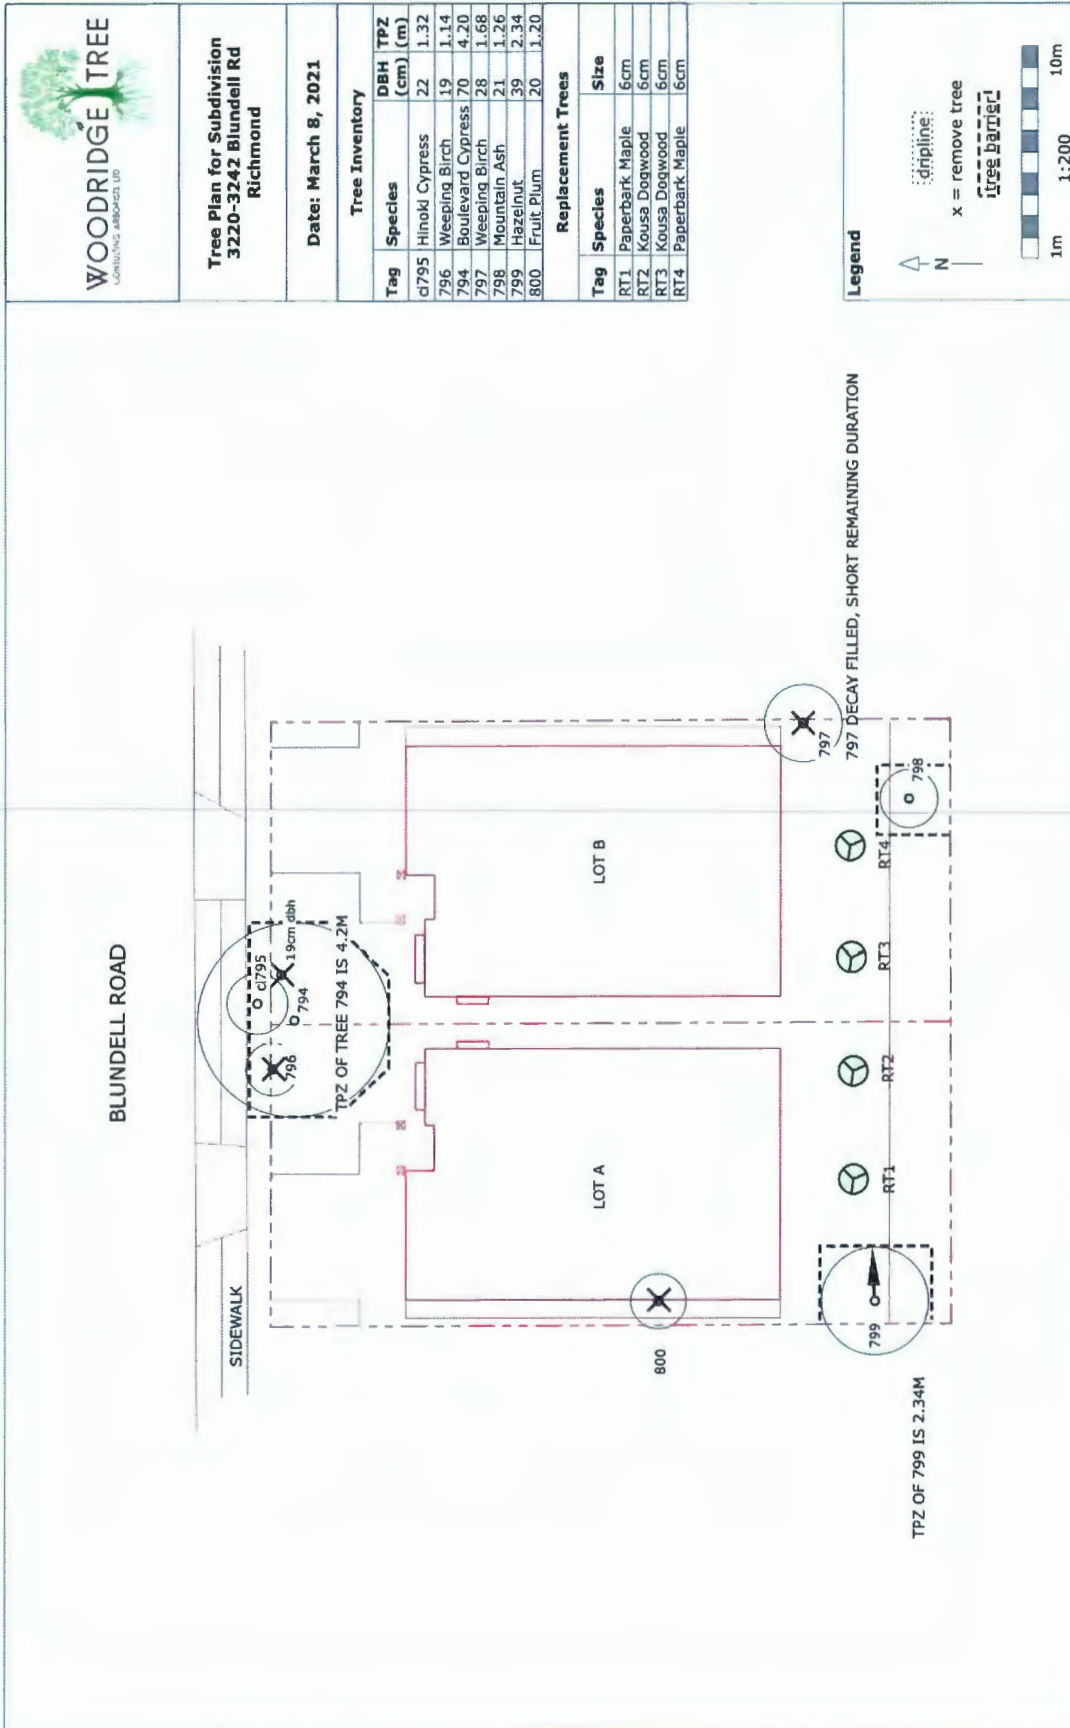 WOODRIDGE TREE
CONSULTING ARBORISTS LTD
Tree Plan for Subdivision
3220-3242 Blundell Rd
Richmond
Date: March 8, 2021
Tree Inventory
Tag Species DBH (cm) TPZ (m)
cl795 Hinoki Cypress 22 1.32
796 Weeping Birch 19 1.14
794 Boulevard Cypress 70 4.20
797 Weeping Birch 28 1.68
798 Mountain Ash 21 1.26
799 Hazelnut 39 2.34
800 Fruit Plum 20 1.20
Replacement Trees
Tag Species Size
RT1 Paperbark Maple 6cm
RT2 Kousa Dogwood 6cm
RT3 Kousa Dogwood 6cm
RT4 Paperbark Maple 6cm
Legend
N
dripline
x = remove tree
tree barrier
1m 10m
1:200
BLUNDELL ROAD
SIDEWALK
cl795
19cm dbh
796
794
TPZ OF TREE 794 IS 4.2M
LOT A
LOT B
800
797
797 DECAY FILLED, SHORT REMAINING DURATION
799
RT1
RT2
RT3
RT4
798
TPZ OF 799 IS 2.34M